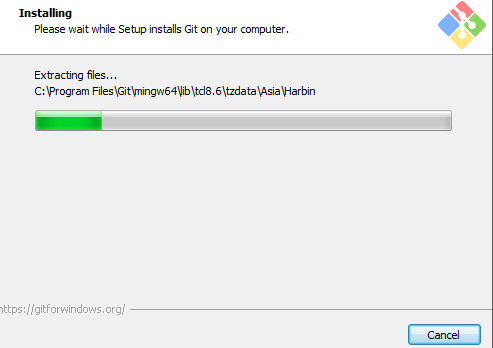 Installing
Please wait while Setup installs Git on your computer.
Extracting files...
C:\Program Files\Git\mingw64\lib\tcl8.6\tzdata\Asia\Harbin
https://gitforwindows.org/
Cancel